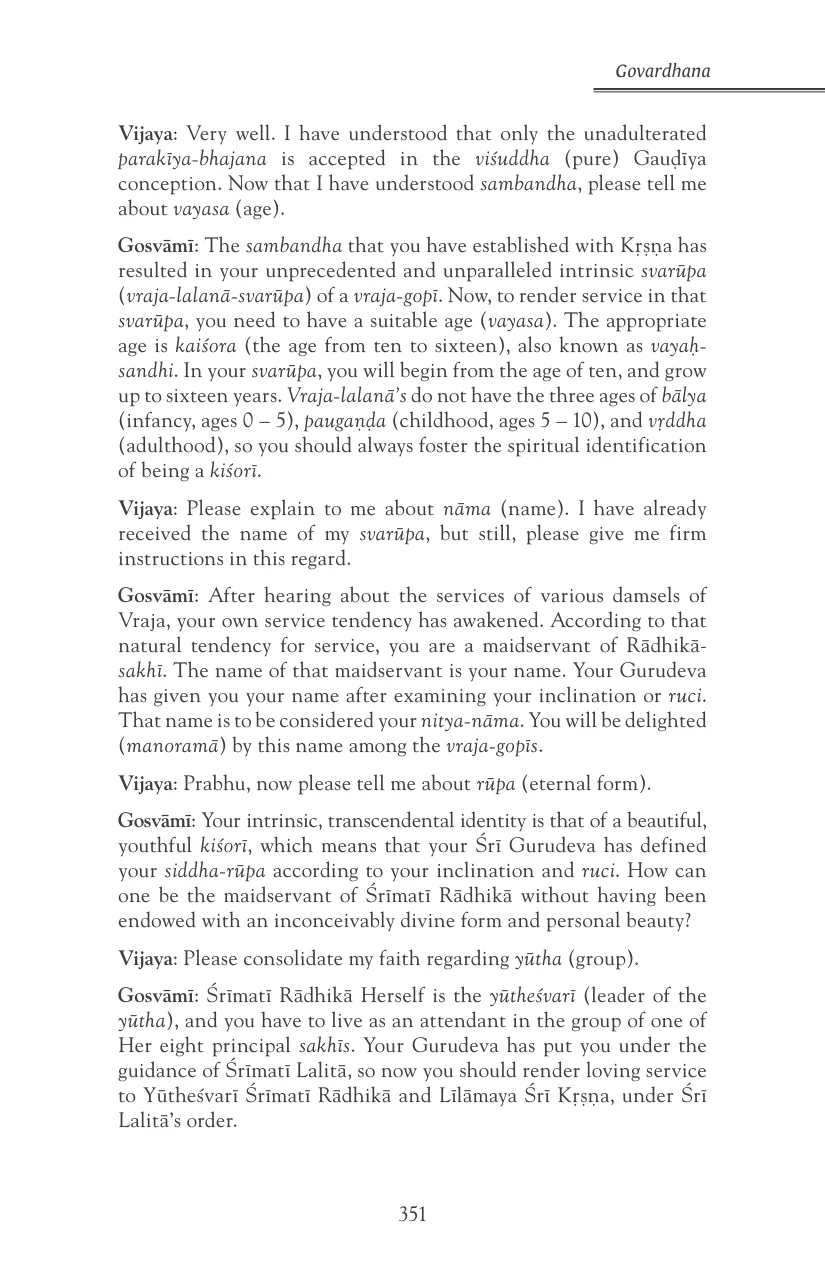 Govardhana
Vijaya: Very well. I have understood that only the unadulterated
parakīya-bhajana is accepted in the viśuddha (pure) Gauḍīya
conception. Now that I have understood sambandha, please tell me
about vayasa (age).
Gosvāmī: The sambandha that you have established with Kṛṣṇa has
resulted in your unprecedented and unparalleled intrinsic svarūpa
(vraja-lalanā-svarūpa) of a vraja-gopī. Now, to render service in that
svarūpa, you need to have a suitable age (vayasa). The appropriate
age is kaiśora (the age from ten to sixteen), also known as vayaḥ-
sandhi. In your svarūpa, you will begin from the age of ten, and grow
up to sixteen years. Vraja-lalanā’s do not have the three ages of bālya
(infancy, ages 0 – 5), paugaṇḍa (childhood, ages 5 – 10), and vṛddha
(adulthood), so you should always foster the spiritual identification
of being a kiśorī.
Vijaya: Please explain to me about nāma (name). I have already
received the name of my svarūpa, but still, please give me firm
instructions in this regard.
Gosvāmī: After hearing about the services of various damsels of
Vraja, your own service tendency has awakened. According to that
natural tendency for service, you are a maidservant of Rādhikā-
sakhī. The name of that maidservant is your name. Your Gurudeva
has given you your name after examining your inclination or ruci.
That name is to be considered your nitya-nāma. You will be delighted
(manoramā) by this name among the vraja-gopīs.
Vijaya: Prabhu, now please tell me about rūpa (eternal form).
Gosvāmī: Your intrinsic, transcendental identity is that of a beautiful,
youthful kiśorī, which means that your Śrī Gurudeva has defined
your siddha-rūpa according to your inclination and ruci. How can
one be the maidservant of Śrīmatī Rādhikā without having been
endowed with an inconceivably divine form and personal beauty?
Vijaya: Please consolidate my faith regarding yūtha (group).
Gosvāmī: Śrīmatī Rādhikā Herself is the yūtheśvarī (leader of the
yūtha), and you have to live as an attendant in the group of one of
Her eight principal sakhīs. Your Gurudeva has put you under the
guidance of Śrīmatī Lalitā, so now you should render loving service
to Yūtheśvarī Śrīmatī Rādhikā and Līlāmaya Śrī Kṛṣṇa, under Śrī
Lalitā’s order.
351